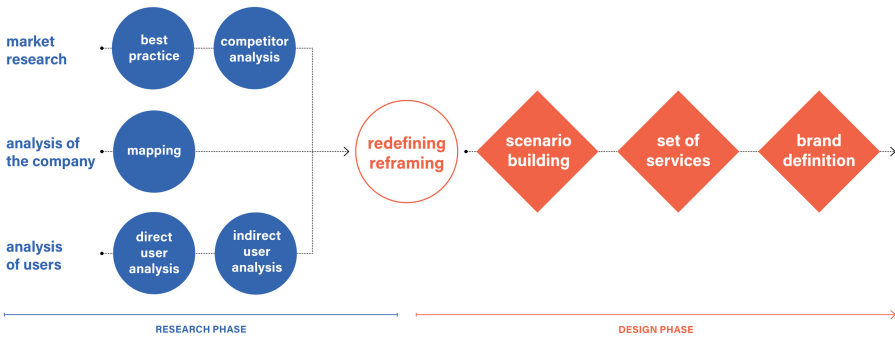 market
research
best
practice
competitor
analysis
analysis of
the company
mapping
analysis
of users
direct
user
analysis
indirect
user
analysis
redefining
reframing
scenario
building
set of
services
brand
definition
RESEARCH PHASE
DESIGN PHASE